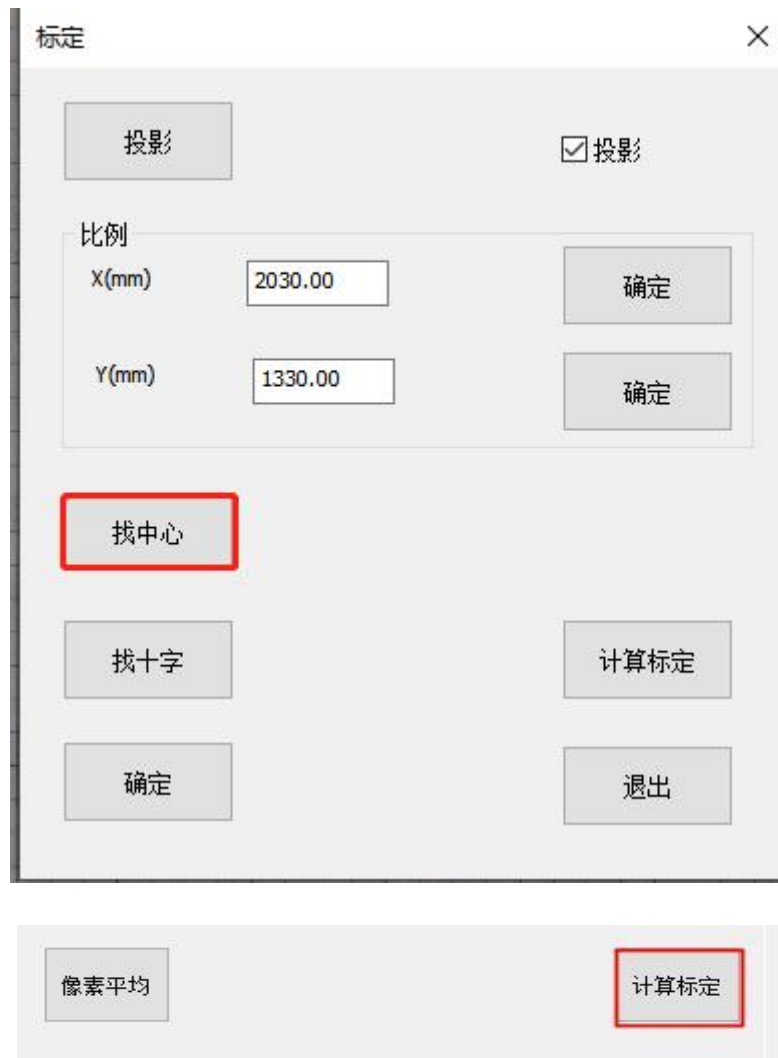 标定
投影
投影
比例
X(mm) 2030.00 确定
Y(mm) 1330.00 确定
找中心
找十字 计算标定
确定 退出
像素平均 计算标定